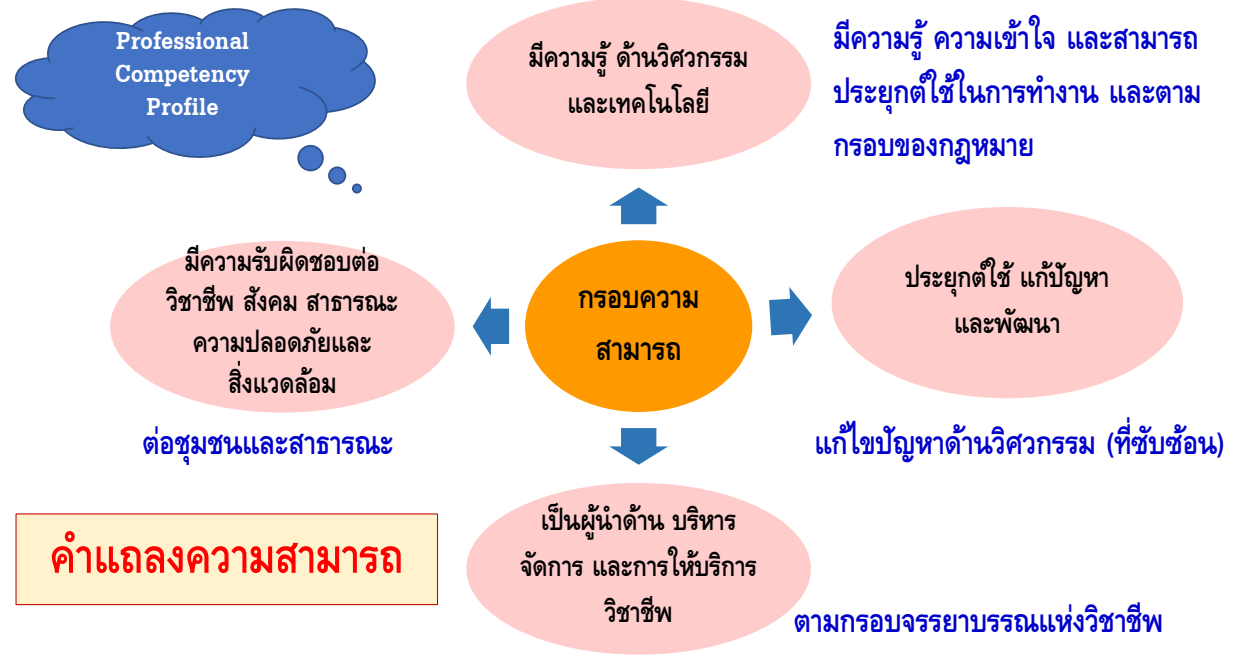 Professional
Competency
Profile
มีความรู้ ด้านวิศวกรรม
และเทคโนโลยี
มีความรู้ ความเข้าใจ และสามารถ
ประยุกต์ใช้ในการทำงาน และตาม
กรอบของกฎหมาย
มีความรับผิดชอบต่อ
วิชาชีพ สังคม สาธารณะ
ความปลอดภัยและ
สิ่งแวดล้อม
ต่อชุมชนและสาธารณะ
กรอบความ
สามารถ
ประยุกต์ใช้ แก้ปัญหา
และพัฒนา
แก้ไขปัญหาด้านวิศวกรรม (ที่ซับซ้อน)
คำแถลงความสามารถ
เป็นผู้นำด้าน บริหาร
จัดการ และการให้บริการ
วิชาชีพ
ตามกรอบจรรยาบรรณแห่งวิชาชีพ